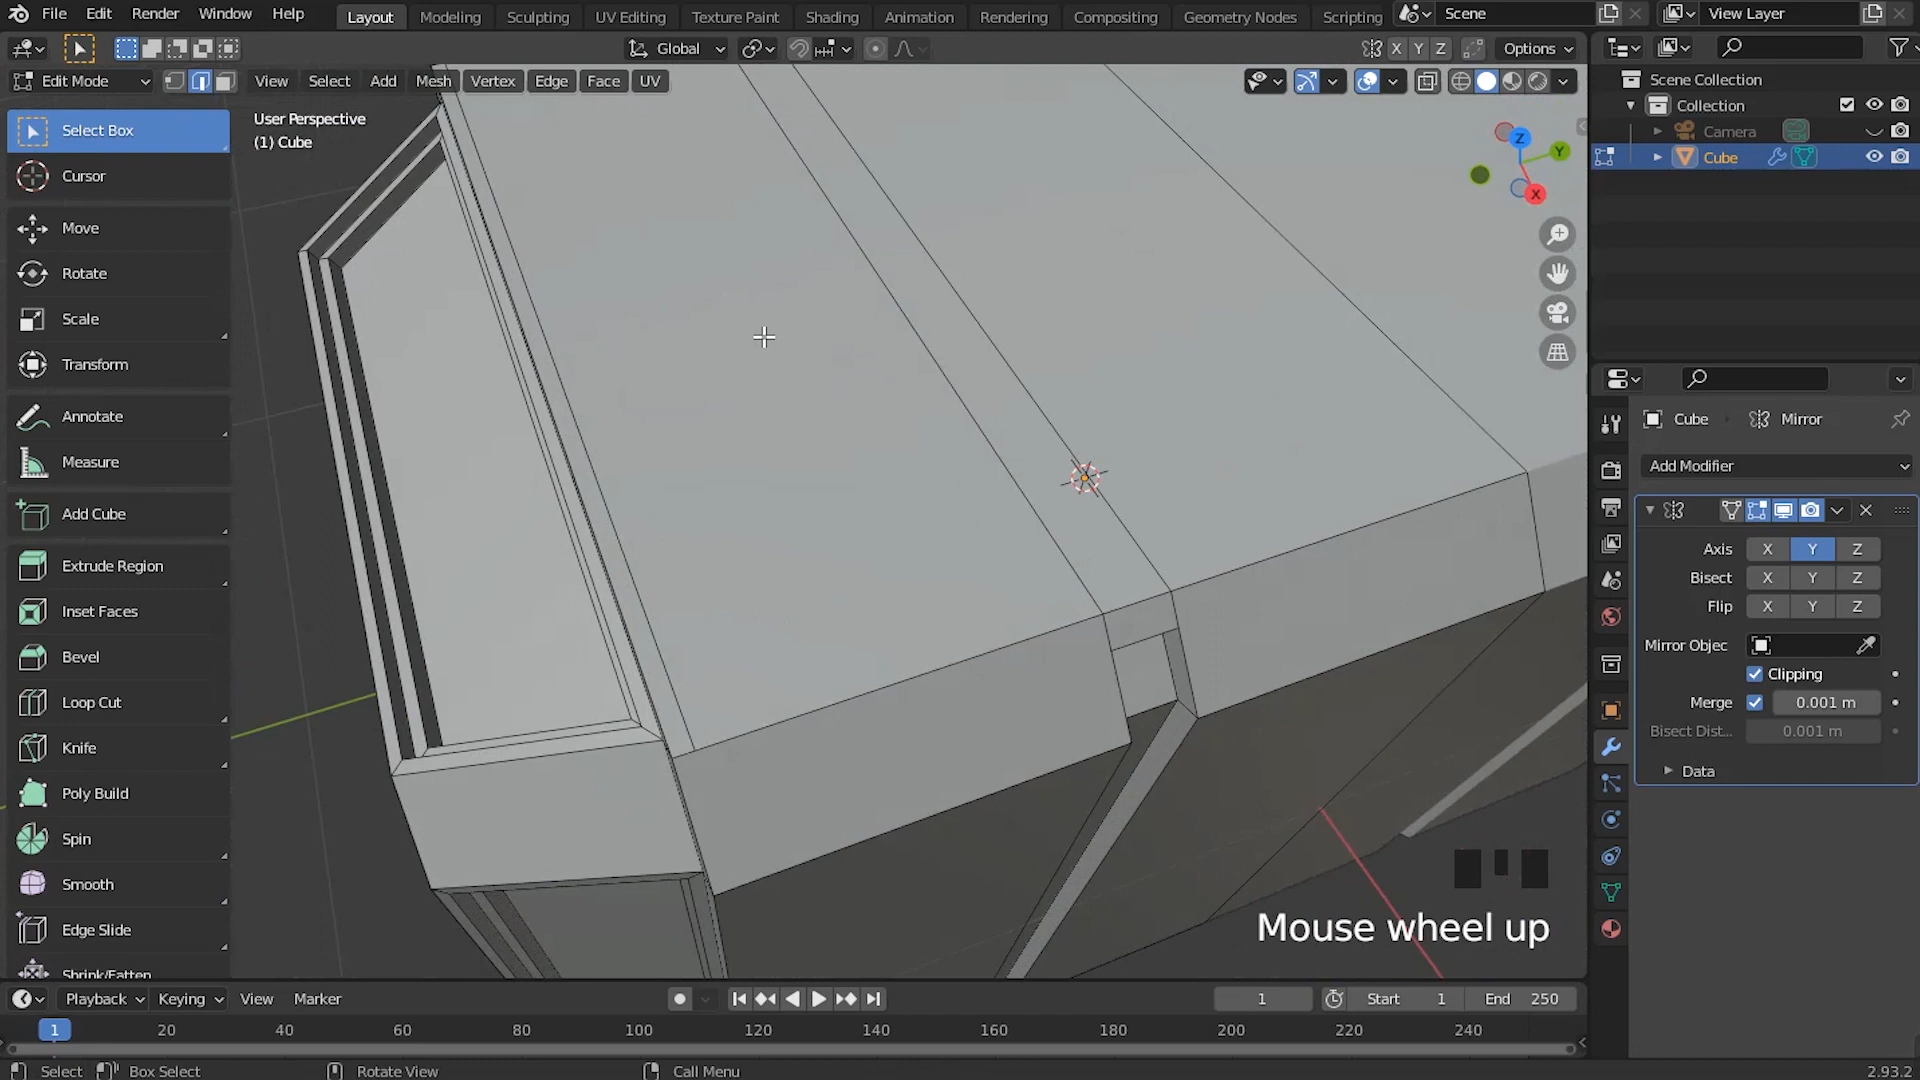 File Edit Render Window Help Layout Modeling Sculpting UV Editing Texture Paint Shading Animation Rendering Compositing Geometry Nodes Scripting Scene View Layer
Global X Y Z Options
Edit Mode View Select Add Mesh Vertex Edge Face UV
Scene Collection
Collection
Camera
Cube
Select Box
Cursor
Move
Rotate
Scale
Transform
Annotate
Measure
Add Cube
Extrude Region
Inset Faces
Bevel
Loop Cut
Knife
Poly Build
Spin
Smooth
Edge Slide
Shrink/Fatten
User Perspective
(1) Cube
Z
Y
X
Cube Mirror
Add Modifier
Axis X Y Z
Bisect X Y Z
Flip X Y Z
Mirror Objec
Clipping
Merge 0.001 m
Bisect Dist... 0.001 m
Data
Mouse wheel up
Playback Keying View Marker 1 Start 1 End 250
1 20 40 60 80 100 120 140 160 180 200 220 240
Select Box Select Rotate View Call Menu 2.93.2